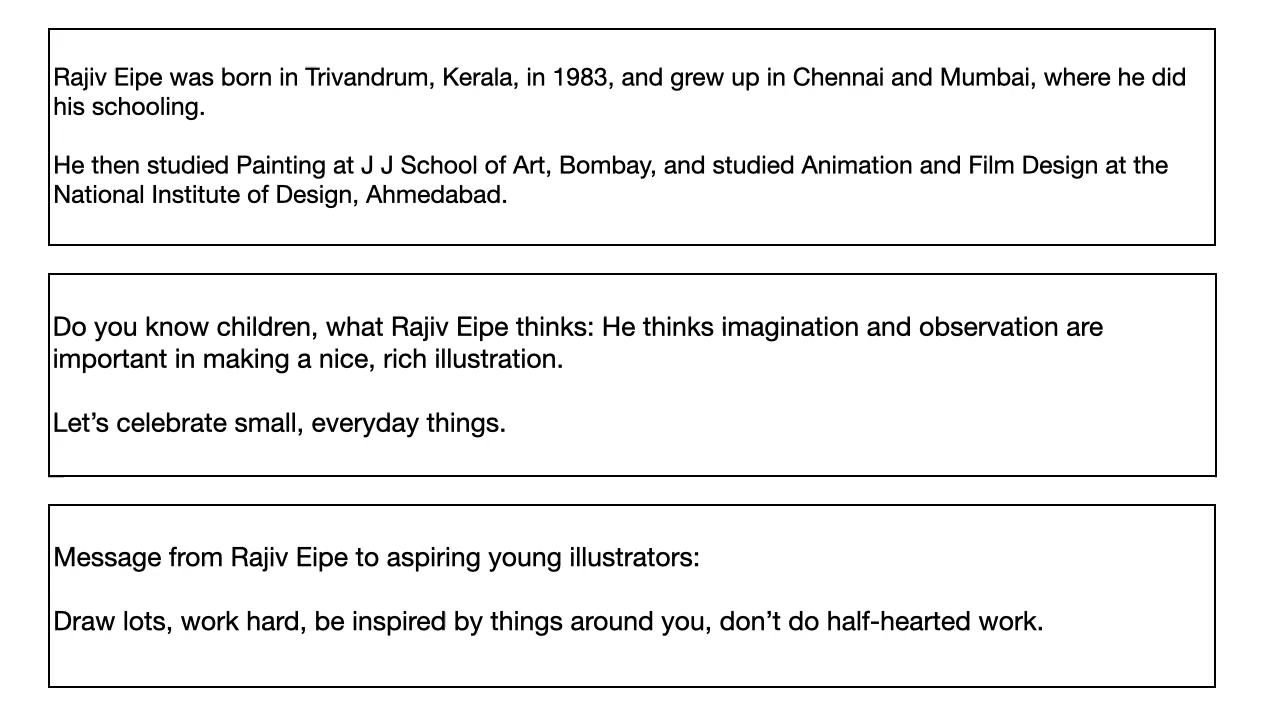 Rajiv Eipe was born in Trivandrum, Kerala, in 1983, and grew up in Chennai and Mumbai, where he did
his schooling.
He then studied Painting at J J School of Art, Bombay, and studied Animation and Film Design at the
National Institute of Design, Ahmedabad.
Do you know children, what Rajiv Eipe thinks: He thinks imagination and observation are
important in making a nice, rich illustration.
Let’s celebrate small, everyday things.
Message from Rajiv Eipe to aspiring young illustrators:
Draw lots, work hard, be inspired by things around you, don’t do half-hearted work.